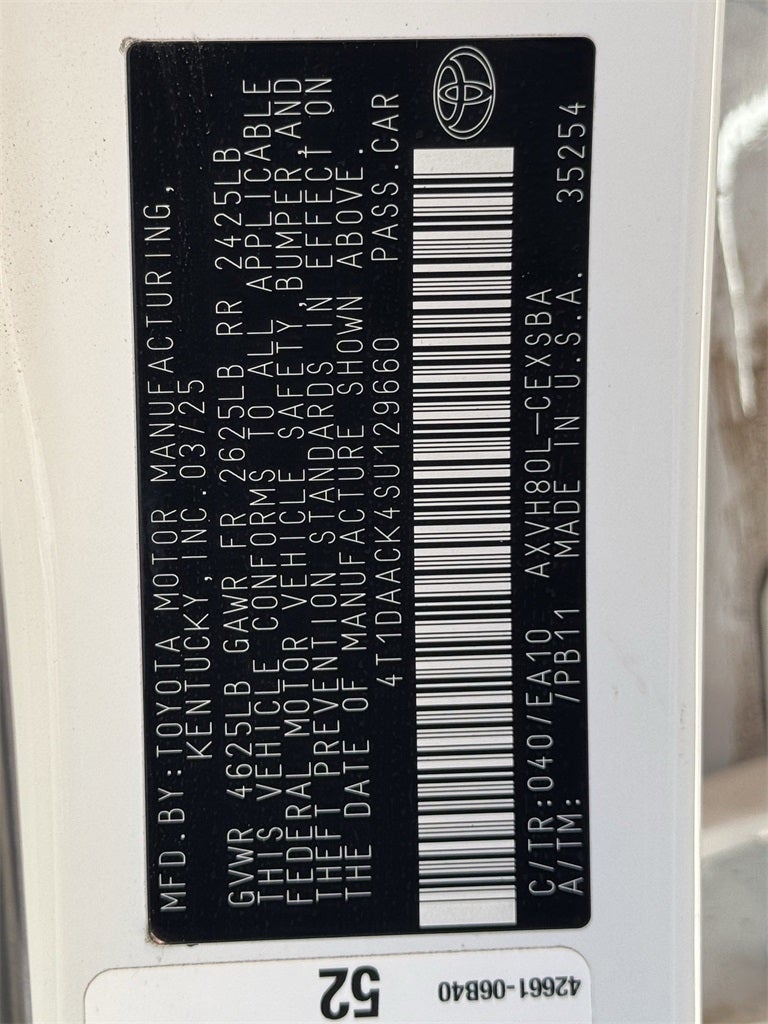 MFD.BY:TOYOTA MOTOR MANUFACTURING,
KENTUCKY, INC. 03/25
GVWR 4625LB GAWR FR 2625LB RR 2425LB
THIS VEHICLE CONFORMS TO ALL APPLICABLE
FEDERAL MOTOR VEHICLE SAFETY, BUMPER, AND
THEFT PREVENTION STANDARDS IN EFFECT ON
THE DATE OF MANUFACTURE SHOWN ABOVE.
4T1DAACK4SU129660 PASS.CAR
C/TR:040/EA10 AXVH80L-CEXSBA 35254
A/TM: /PB11 MADE IN U.S.A.
52
42661-06B40